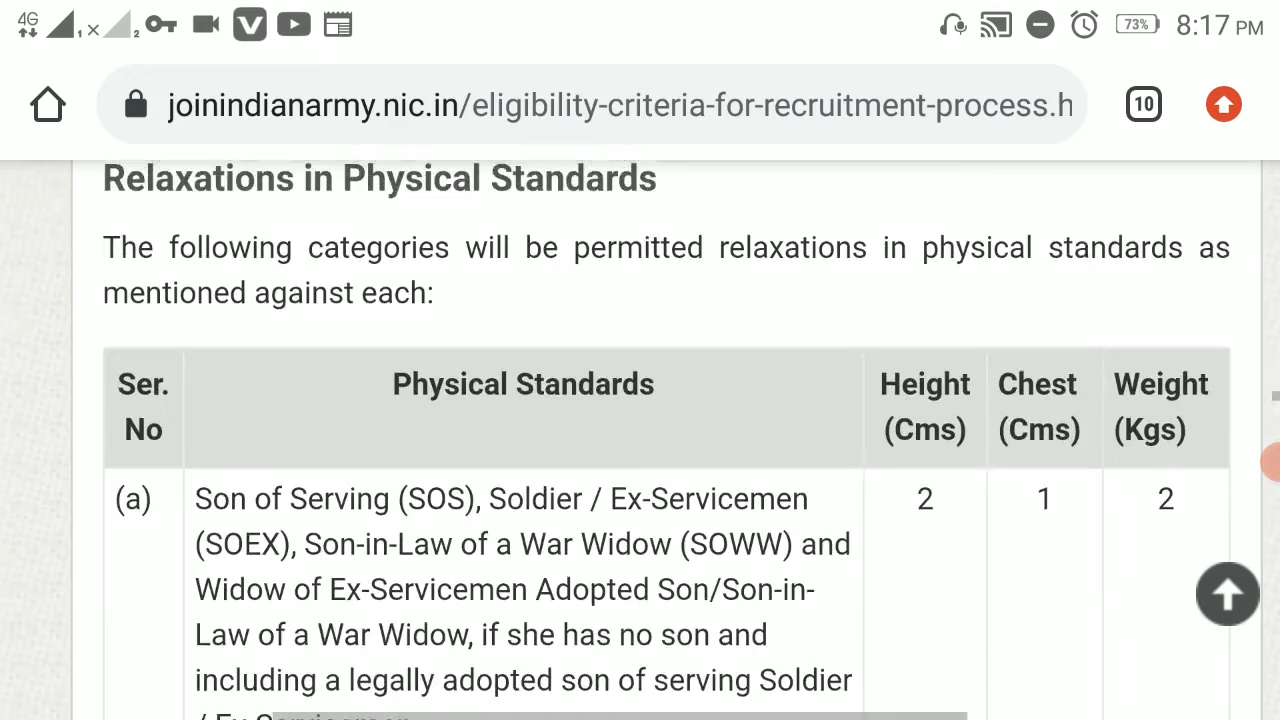 4G 1 x 2 73% 8:17 PM
joinindianarmy.nic.in/eligibility-criteria-for-recruitment-process.h 10
Relaxations in Physical Standards
The following categories will be permitted relaxations in physical standards as
mentioned against each:
Ser. Physical Standards Height Chest Weight
No (Cms) (Cms) (Kgs)
(a) Son of Serving (SOS), Soldier / Ex-Servicemen 2 1 2
(SOEX), Son-in-Law of a War Widow (SOWW) and
Widow of Ex-Servicemen Adopted Son/Son-in-
Law of a War Widow, if she has no son and
including a legally adopted son of serving Soldier